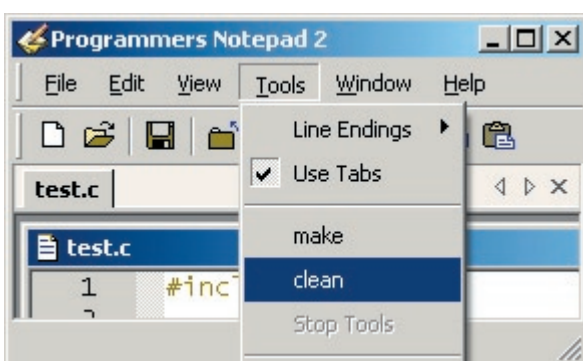 Programmers Notepad 2
File Edit View Tools Window Help
Line Endings
Use Tabs
test.c
make
test.c
clean
1 #inc
Stop Tools